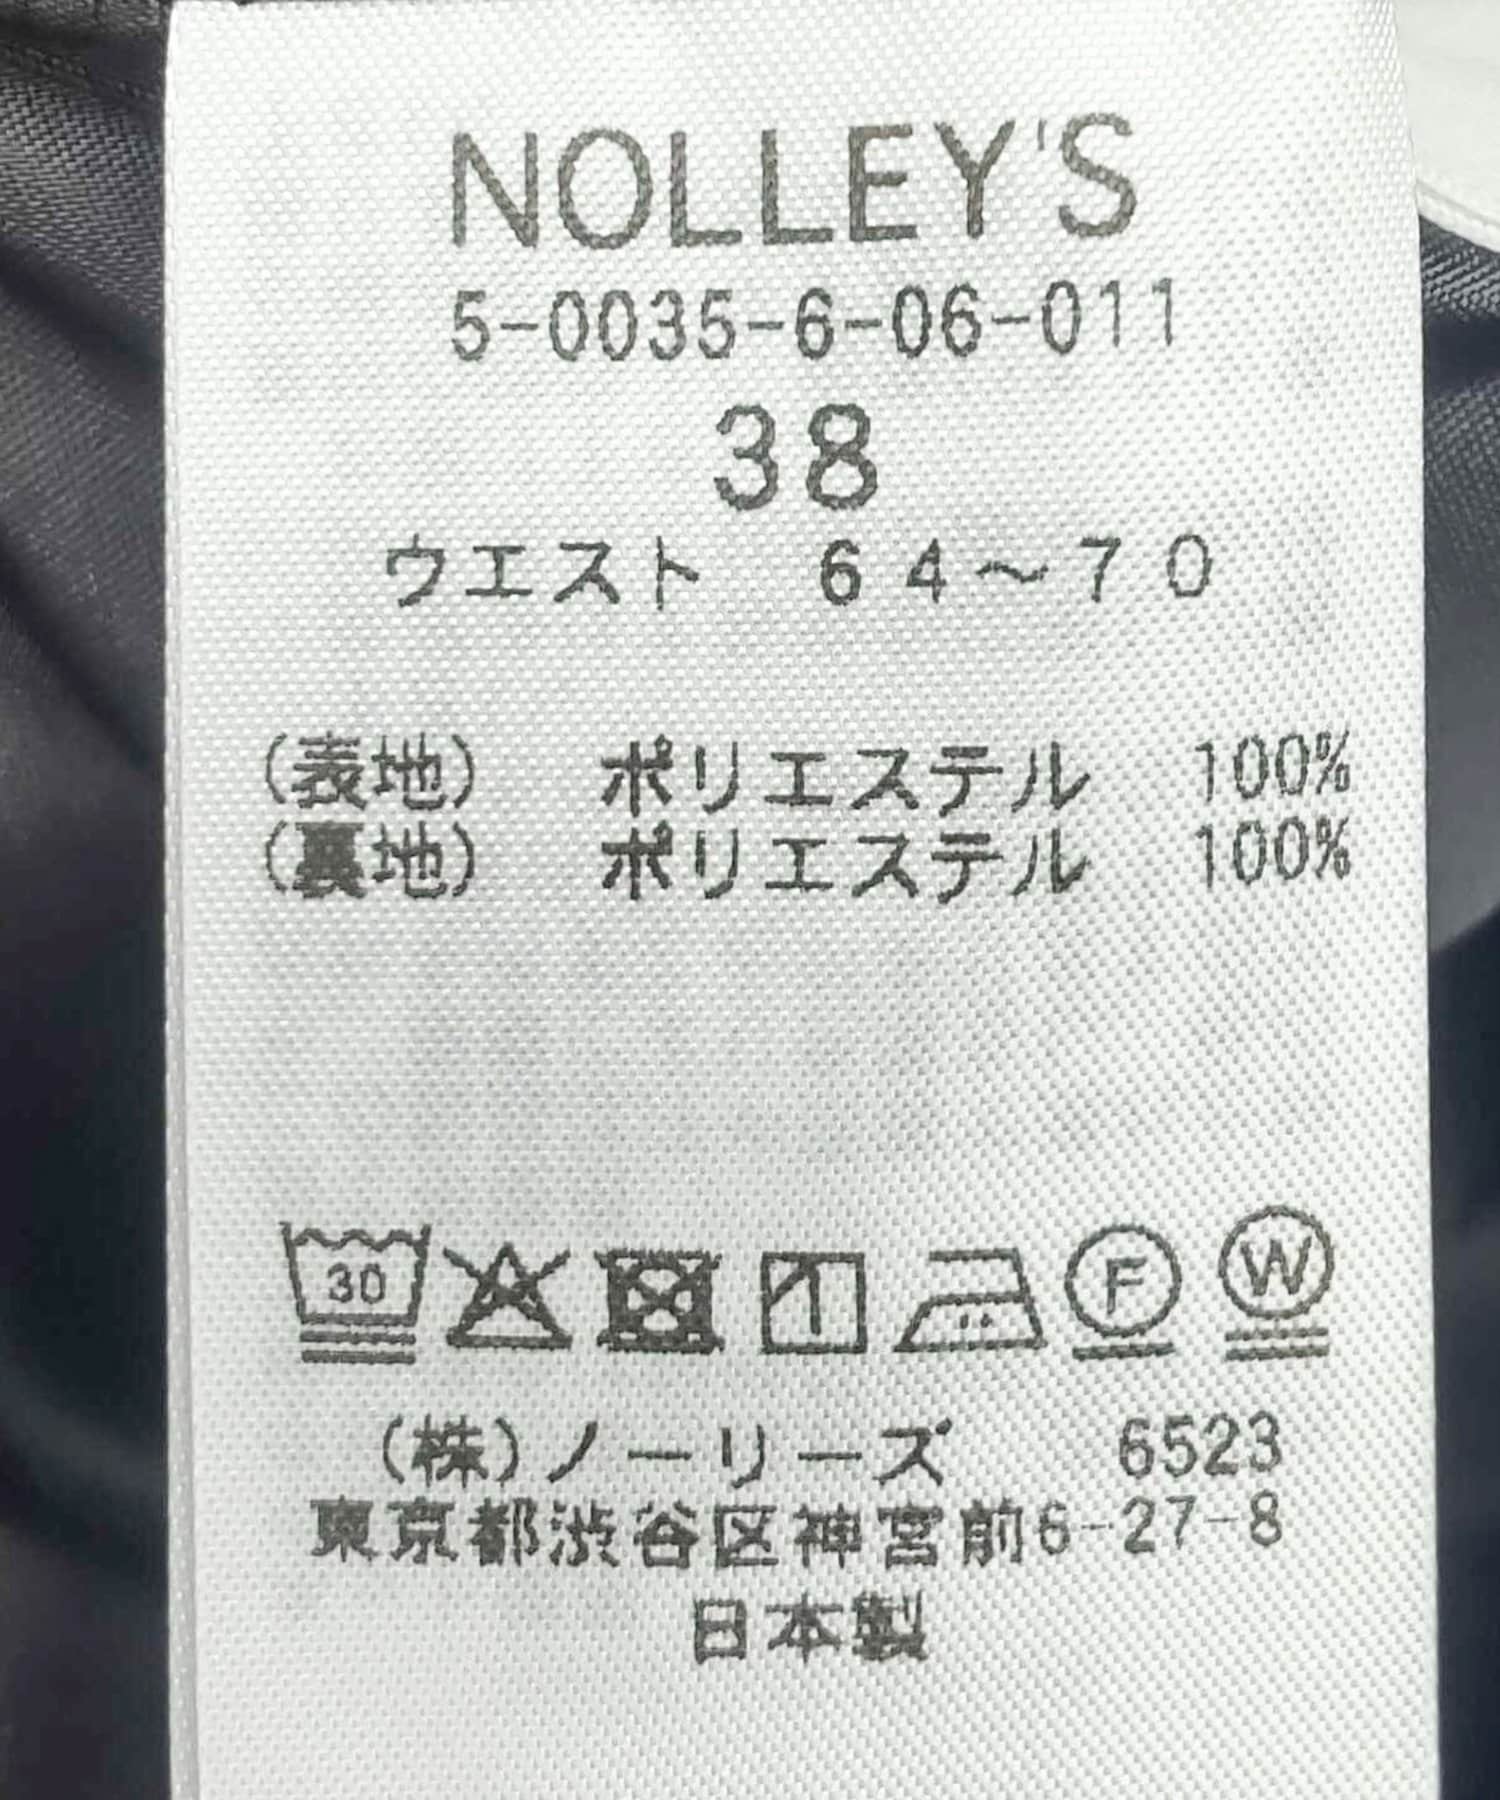 NOLLEY'S
5-0035-6-06-011
38
ウエスト　64～70
(表地)　ポリエステル　100%
(裏地)　ポリエステル　100%
30 F W
(株)ノーリーズ　6523
東京都渋谷区神宮前6-27-8
日本製